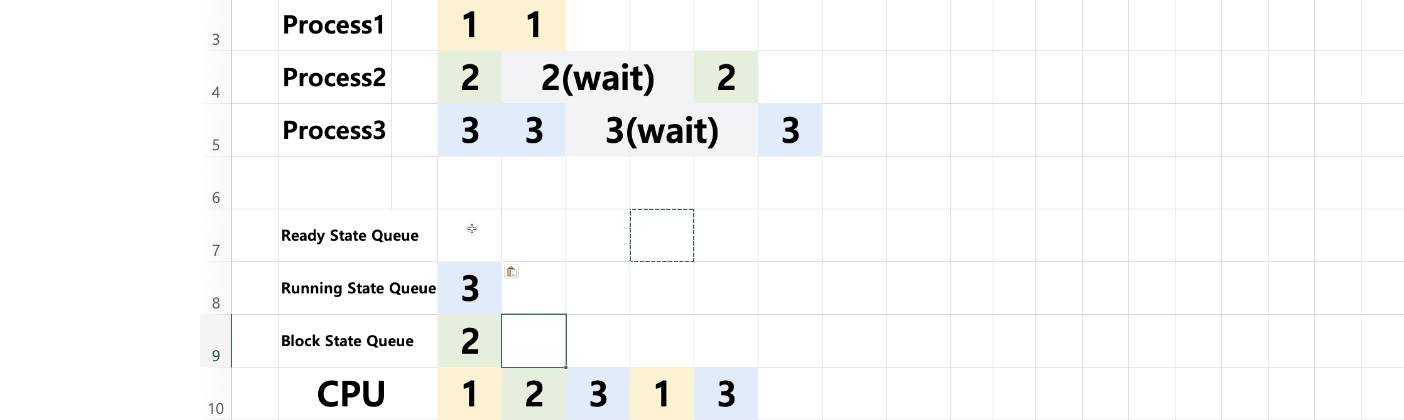 3 Process1 1 1
4 Process2 2 2(wait) 2
5 Process3 3 3 3(wait) 3
6
7 Ready State Queue
8 Running State Queue 3
9 Block State Queue 2
10 CPU 1 2 3 1 3